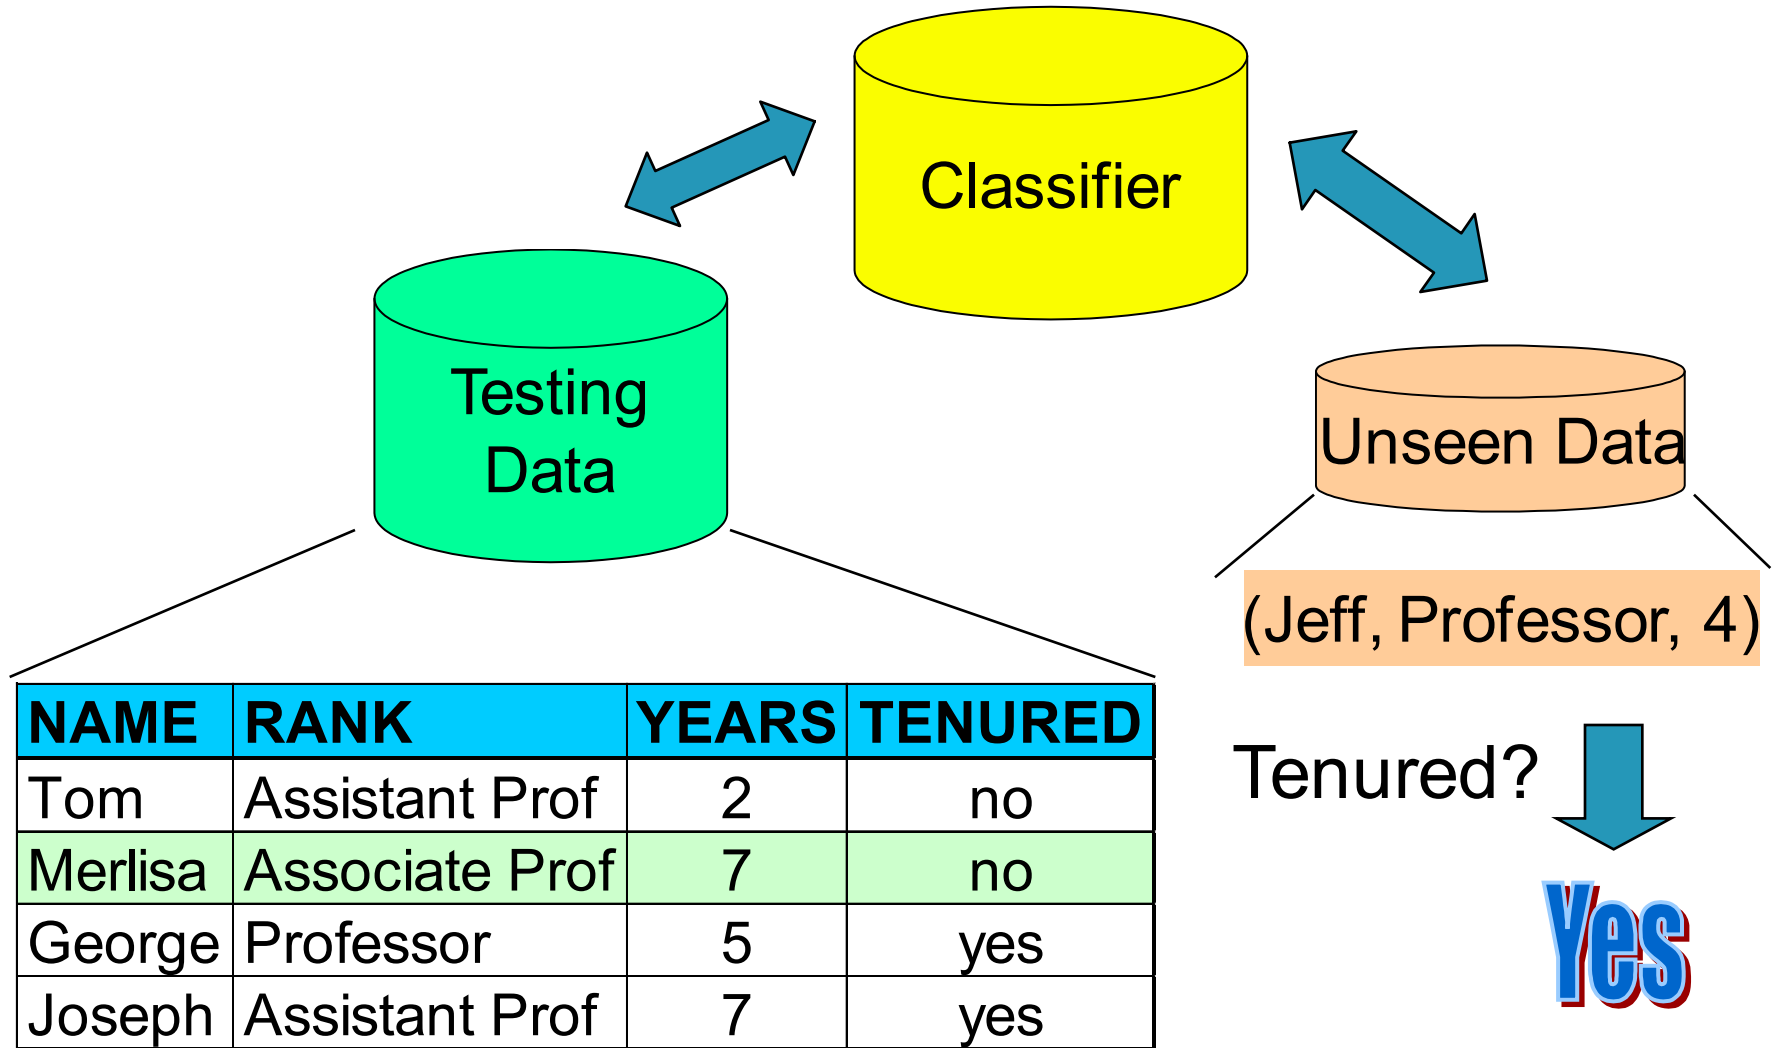 Classifier
Testing
Data
Unseen Data
(Jeff, Professor, 4)
NAME RANK YEARS TENURED
Tom Assistant Prof 2 no
Merlisa Associate Prof 7 no
George Professor 5 yes
Joseph Assistant Prof 7 yes
Tenured?
Yes